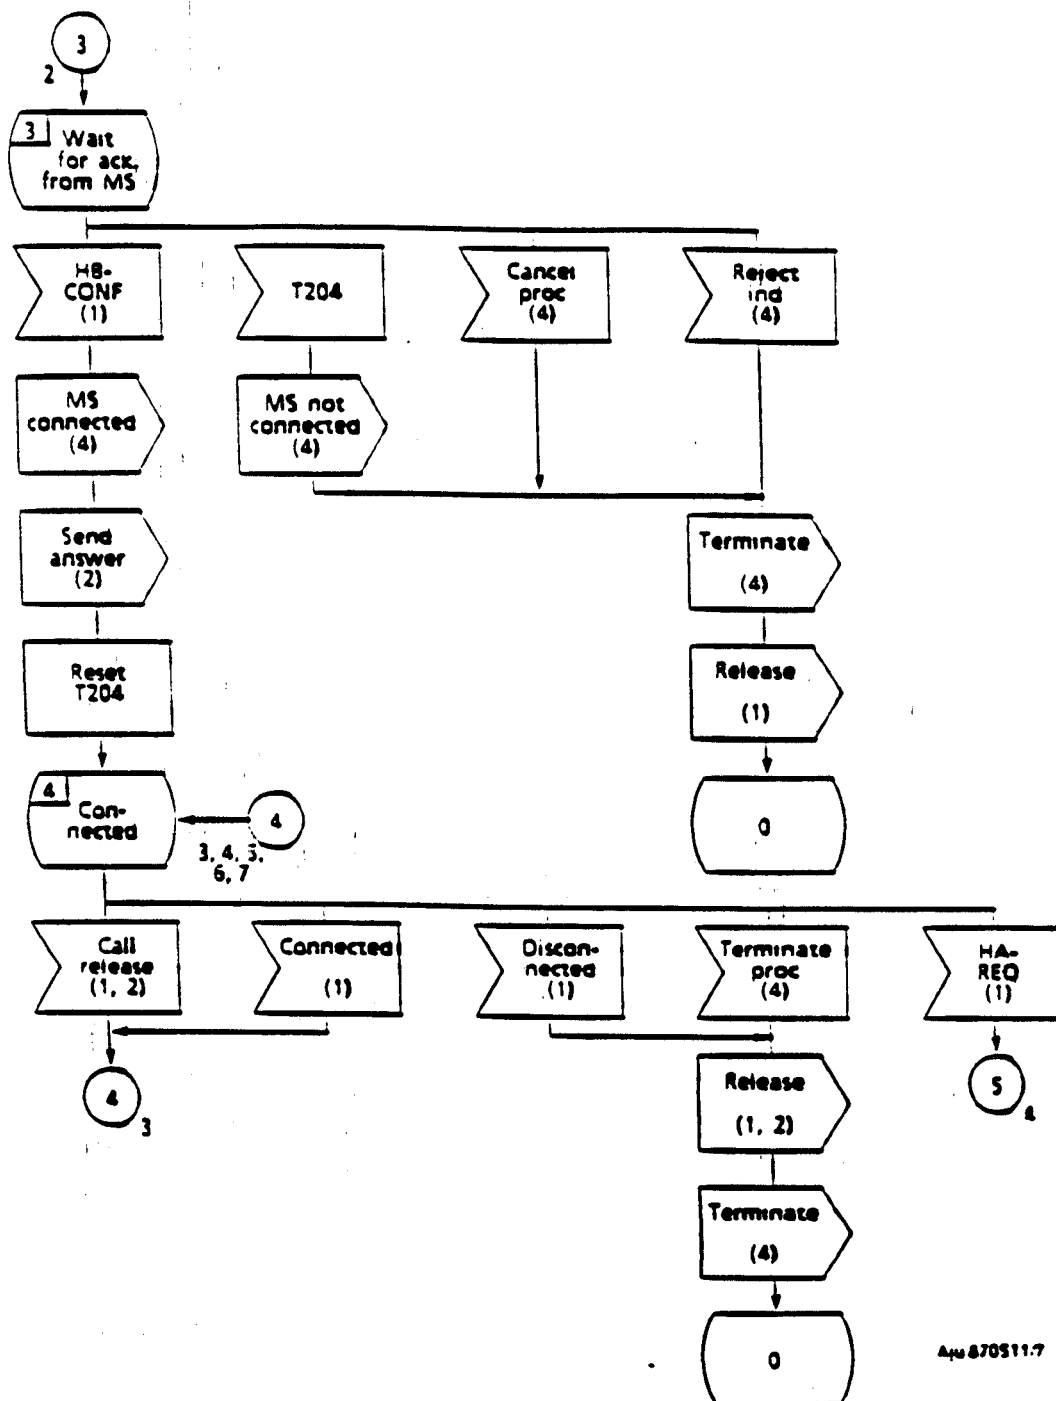 3
2
3
Wait
for ack,
from MS
HB-
CONF
(1)
T204
Cancel
proc
(4)
Reject
ind
(4)
MS
connected
(4)
MS not
connected
(4)
Send
answer
(2)
Terminate
(4)
Reset
T204
Release
(1)
4
Con-
nected
4
3, 4, 5,
6, 7
0
Call
release
(1, 2)
Connected
(1)
Discon-
nected
(1)
Terminate
proc
(4)
HA-
REQ
(1)
4
3
Release
(1, 2)
5
4
Terminate
(4)
0
870511:7